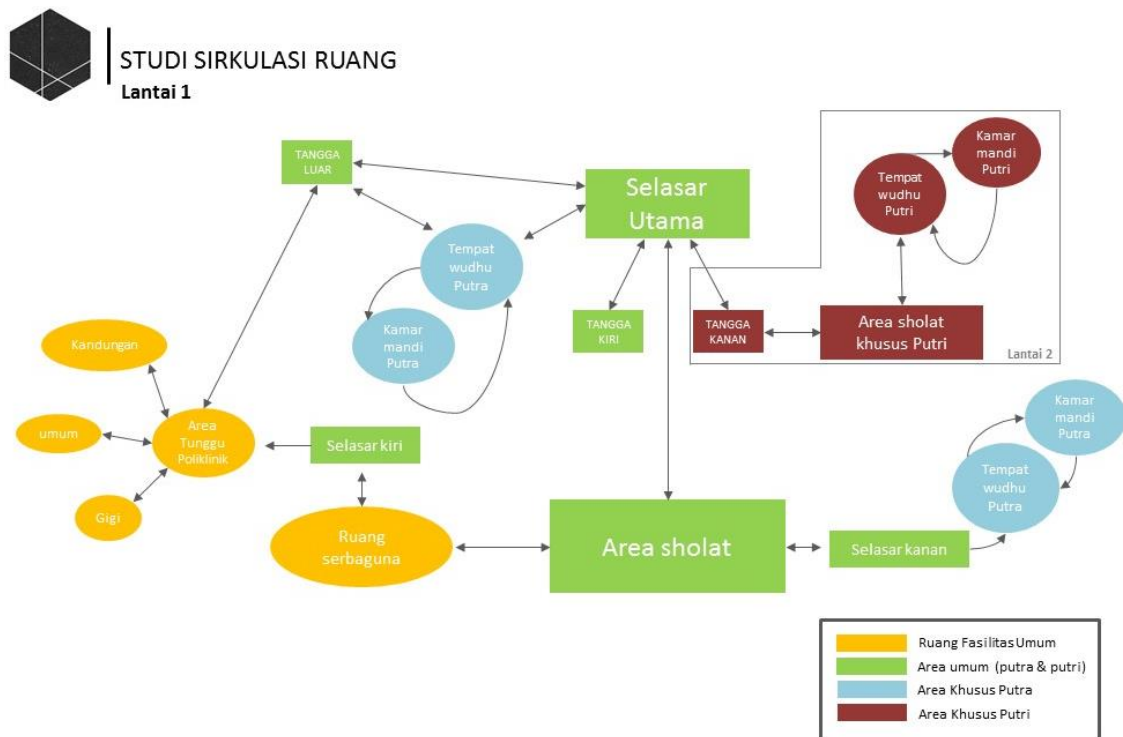 STUDI SIRKULASI RUANG
Lantai 1
TANGGA
LUAR
Selasar
Utama
Kamar
mandi
Putri
Tempat
wudhu
Putri
Tempat
wudhu
Putra
Kamar
mandi
Putra
TANGGA
KIRI
TANGGA
KANAN
Area sholat
khusus Putri
Lantai 2
Kandungan
umum
Area
Tunggu
Poliklinik
Gigi
Selasar kiri
Ruang
serbaguna
Area sholat
Selasar kanan
Kamar
mandi
Putra
Tempat
wudhu
Putra
Ruang Fasilitas Umum
Area umum (putra & putri)
Area Khusus Putra
Area Khusus Putri